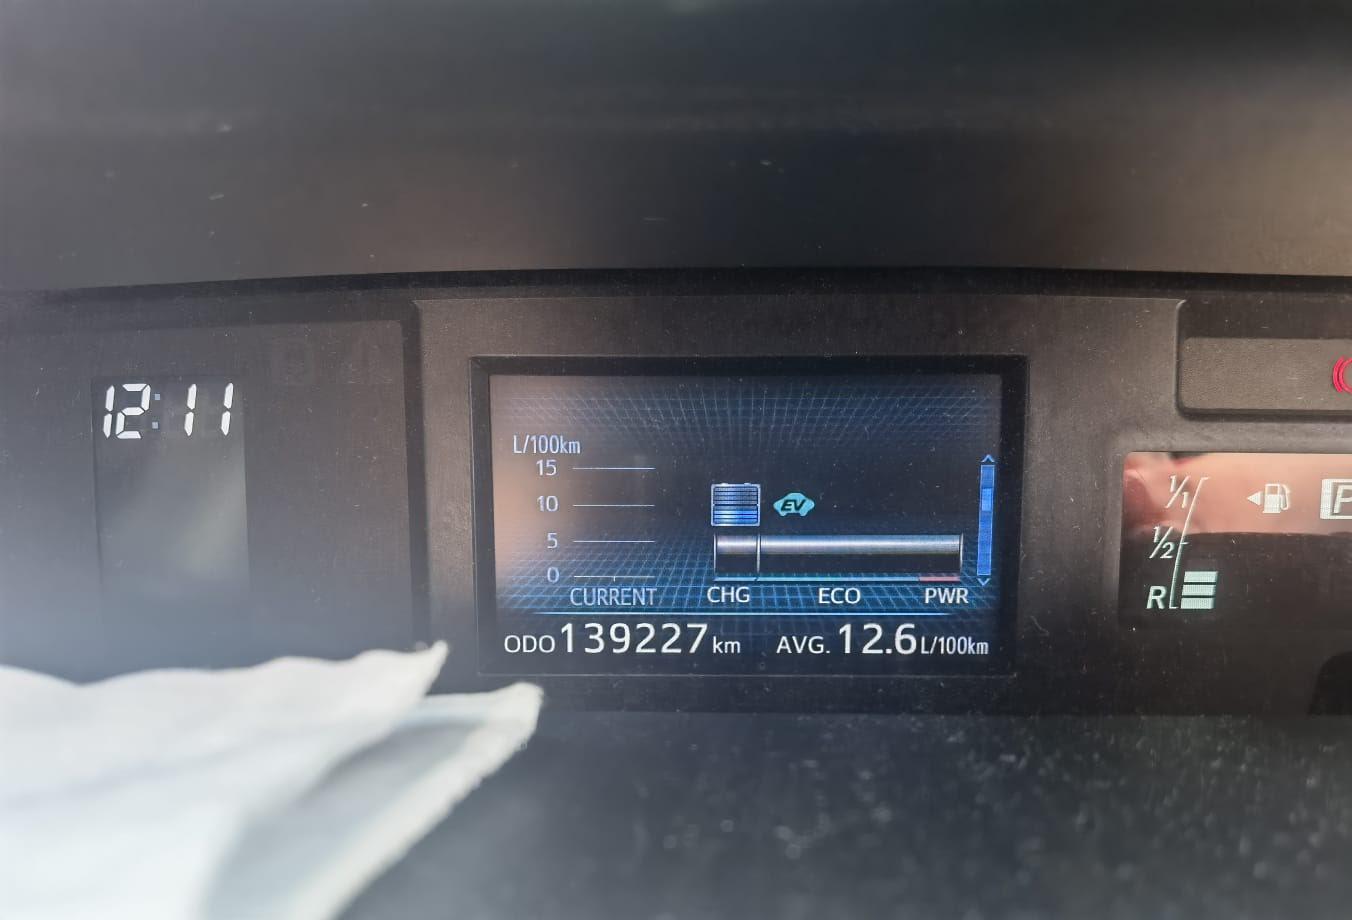 12:11
L/100km
15
10
5
0
EV
CURRENT
CHG ECO PWR
ODO 139227 km AVG. 12.6 L/100km
1/1
1/2
R
P